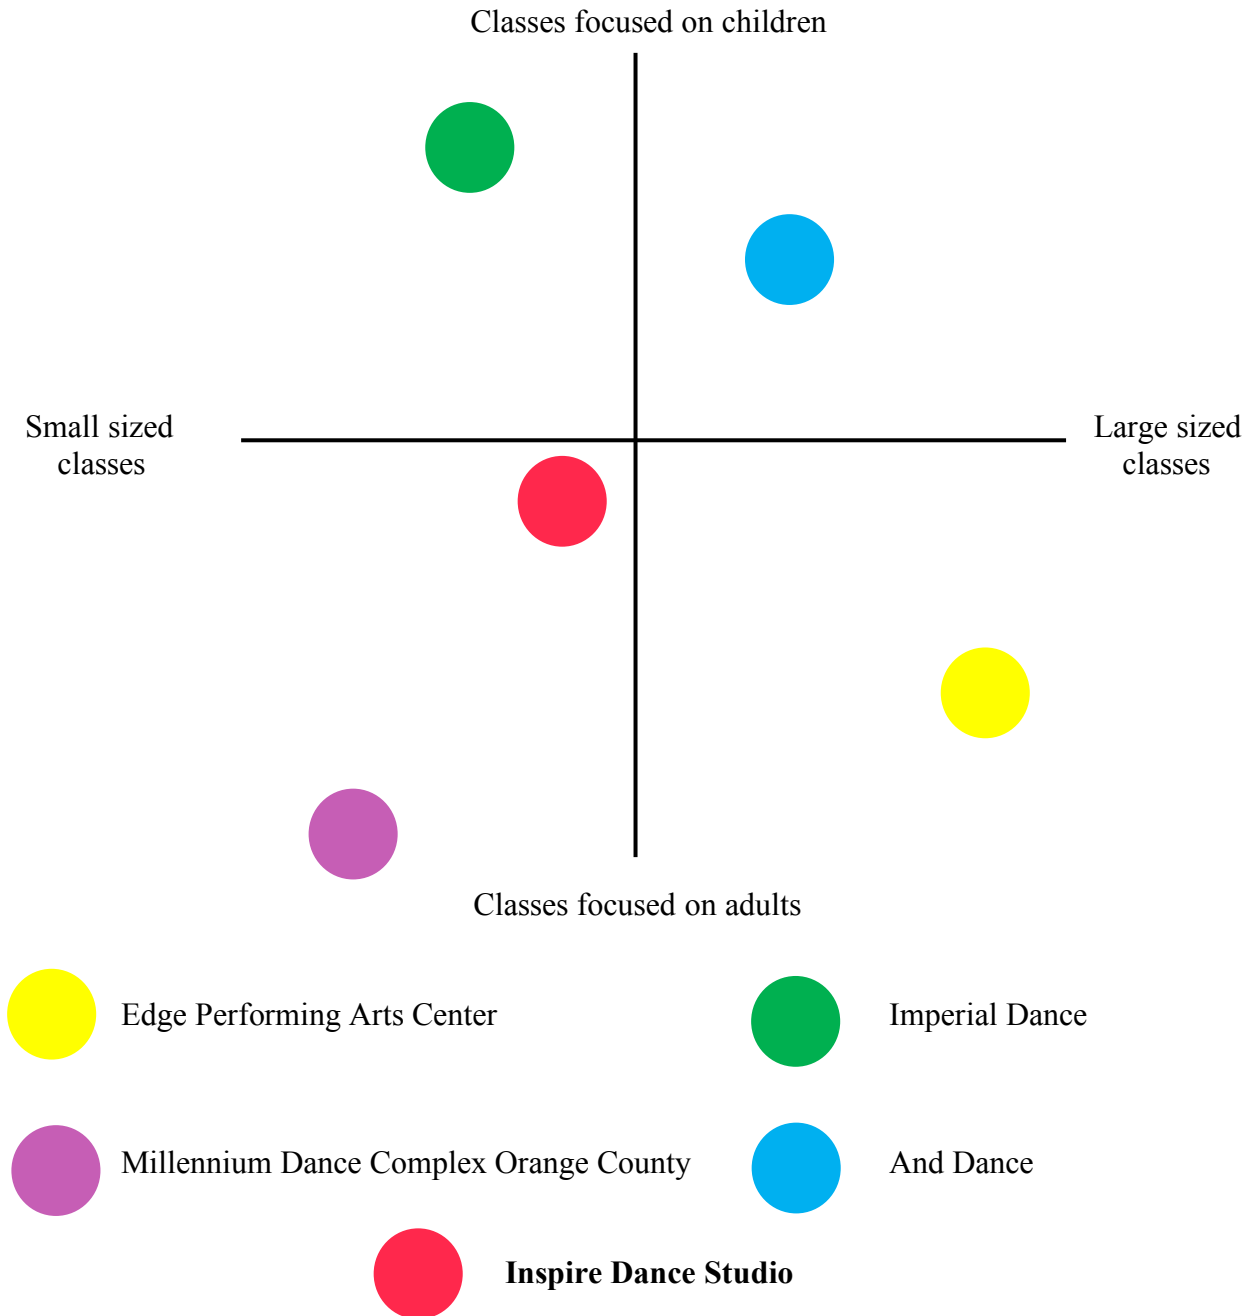 Classes focused on children
Small sized
classes
Large sized
classes
Classes focused on adults
Edge Performing Arts Center
Imperial Dance
Millennium Dance Complex Orange County
And Dance
Inspire Dance Studio